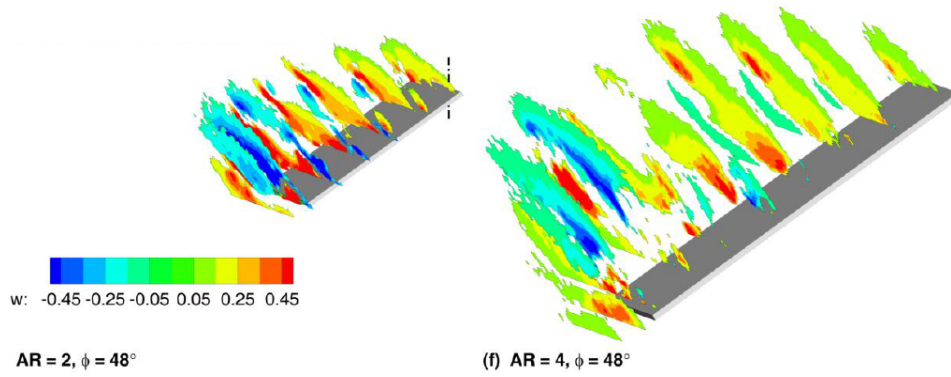 w: -0.45 -0.25 -0.05 0.05 0.25 0.45
AR = 2, ϕ = 48°
(f) AR = 4, ϕ = 48°